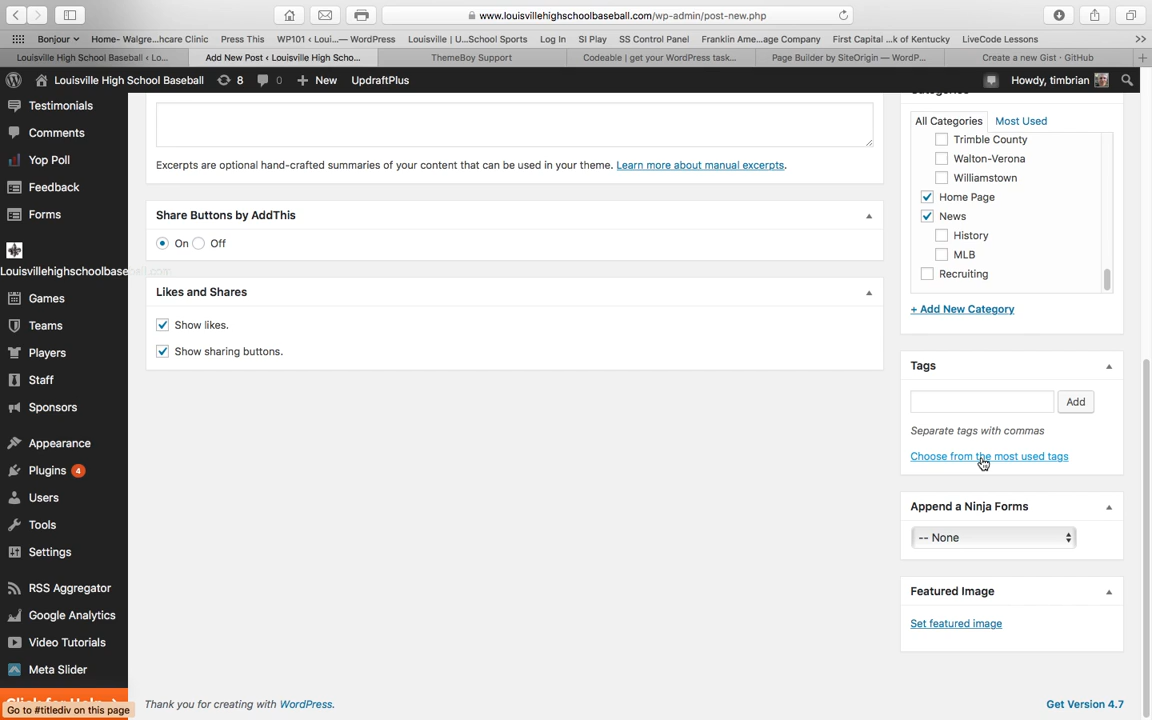 www.louisvillehighschoolbaseball.com/wp-admin/post-new.php
Bonjour Home- Walgre...hcare Clinic Press This WP101 ‹ Loui...— WordPress Louisville | U...School Sports Log In SI Play SS Control Panel Franklin Ame...age Company First Capital ...k of Kentucky LiveCode Lessons
Louisville High School Baseball ‹ Lo... Add New Post ‹ Louisville High Scho... ThemeBoy Support Codeable | get your WordPress task... Page Builder by SiteOrigin — WordP... Create a new Gist · GitHub
Louisville High School Baseball 8 0 + New UpdraftPlus Howdy, timbrian
Testimonials
Comments
Yop Poll
Feedback
Forms
Louisvillehighschoolbaseball.com
Games
Teams
Players
Staff
Sponsors
Appearance
Plugins 4
Users
Tools
Settings
RSS Aggregator
Google Analytics
Video Tutorials
Meta Slider
Go to #titlediv on this page
Excerpts are optional hand-crafted summaries of your content that can be used in your theme. Learn more about manual excerpts.
Share Buttons by AddThis
On Off
Likes and Shares
Show likes.
Show sharing buttons.
Categories
All Categories Most Used
Trimble County
Walton-Verona
Williamstown
Home Page
News
History
MLB
Recruiting
+ Add New Category
Tags
Add
Separate tags with commas
Choose from the most used tags
Append a Ninja Forms
-- None
Featured Image
Set featured image
Thank you for creating with WordPress. Get Version 4.7